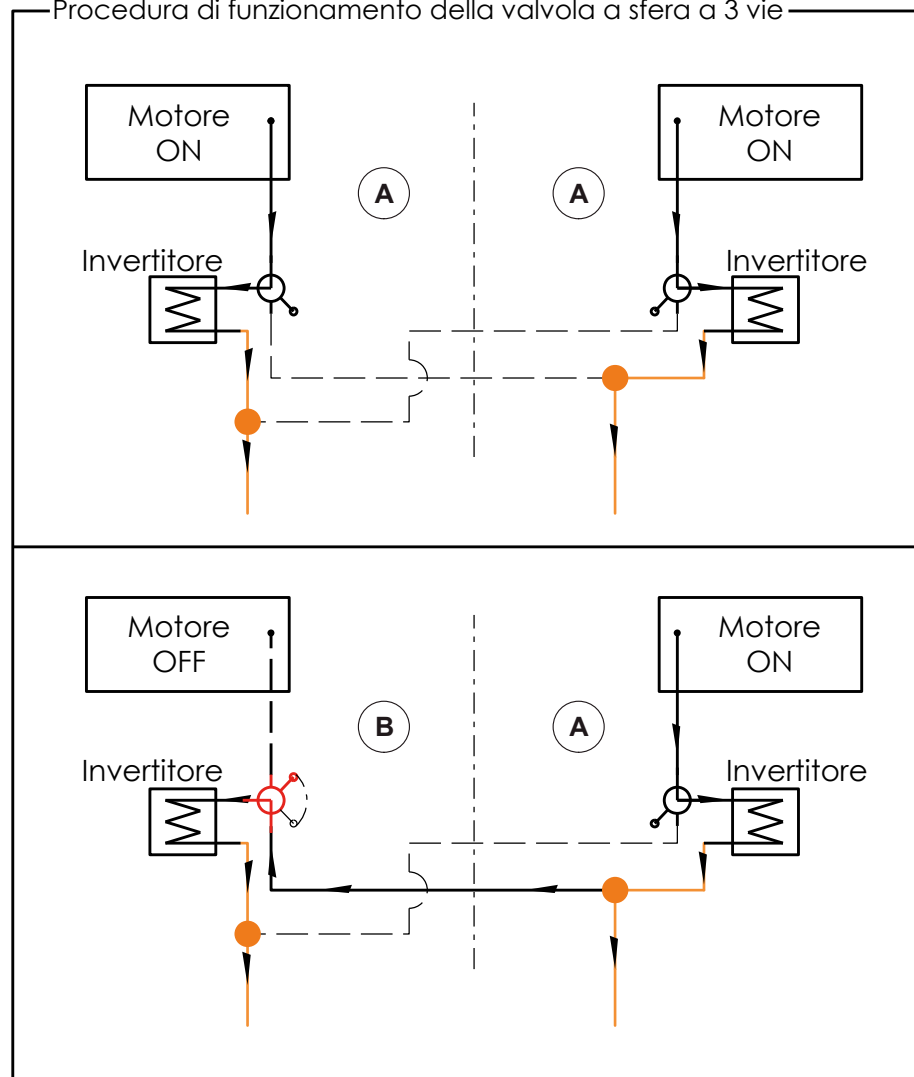 Procedura di funzionamento della valvola a sfera a 3 vie
Motore
ON
Motore
ON
A
A
Invertitore
Invertitore
Motore
OFF
Motore
ON
B
A
Invertitore
Invertitore